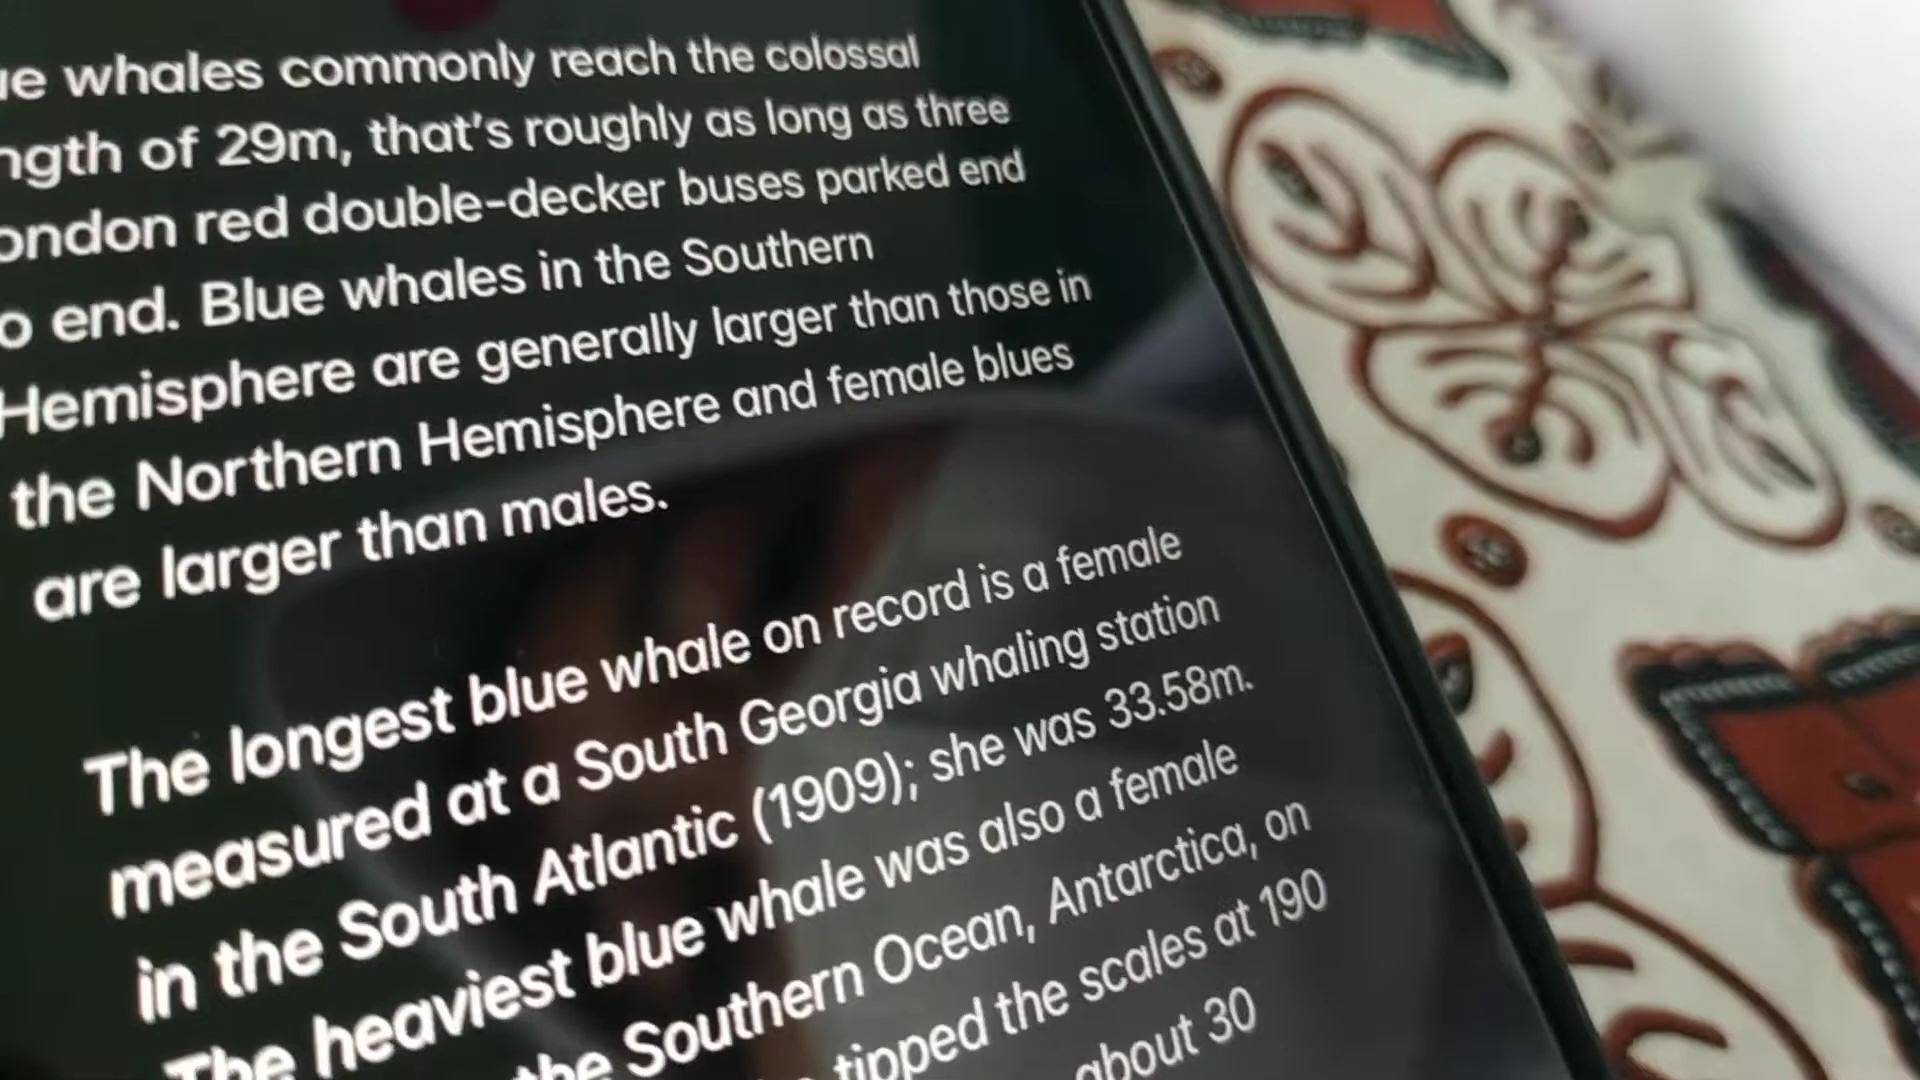 whales commonly reach the colossal
of 29m, that's roughly as long as three
red double-decker buses parked end
end. Blue whales in the Southern
Hemisphere are generally larger than those in
the Northern Hemisphere and female blues
are larger than males.
The longest blue whale on record is a female
measured at a South Georgia whaling station
in the South Atlantic (1909); she was 33.58m.
The heaviest blue whale was also a female
the Southern Ocean, Antarctica, on
tipped the scales at 190
about 30